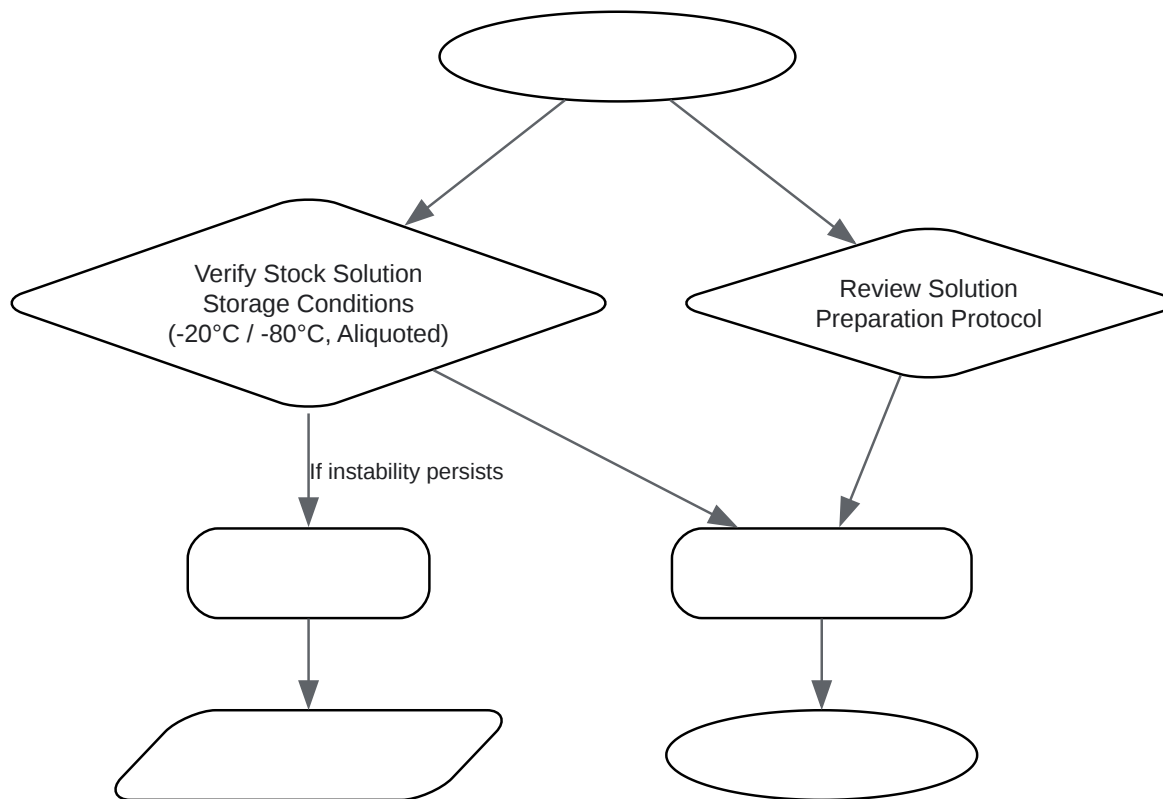 Verify Stock Solution
Storage Conditions
(-20°C / -80°C, Aliquoted)
Review Solution
Preparation Protocol
If instability persists